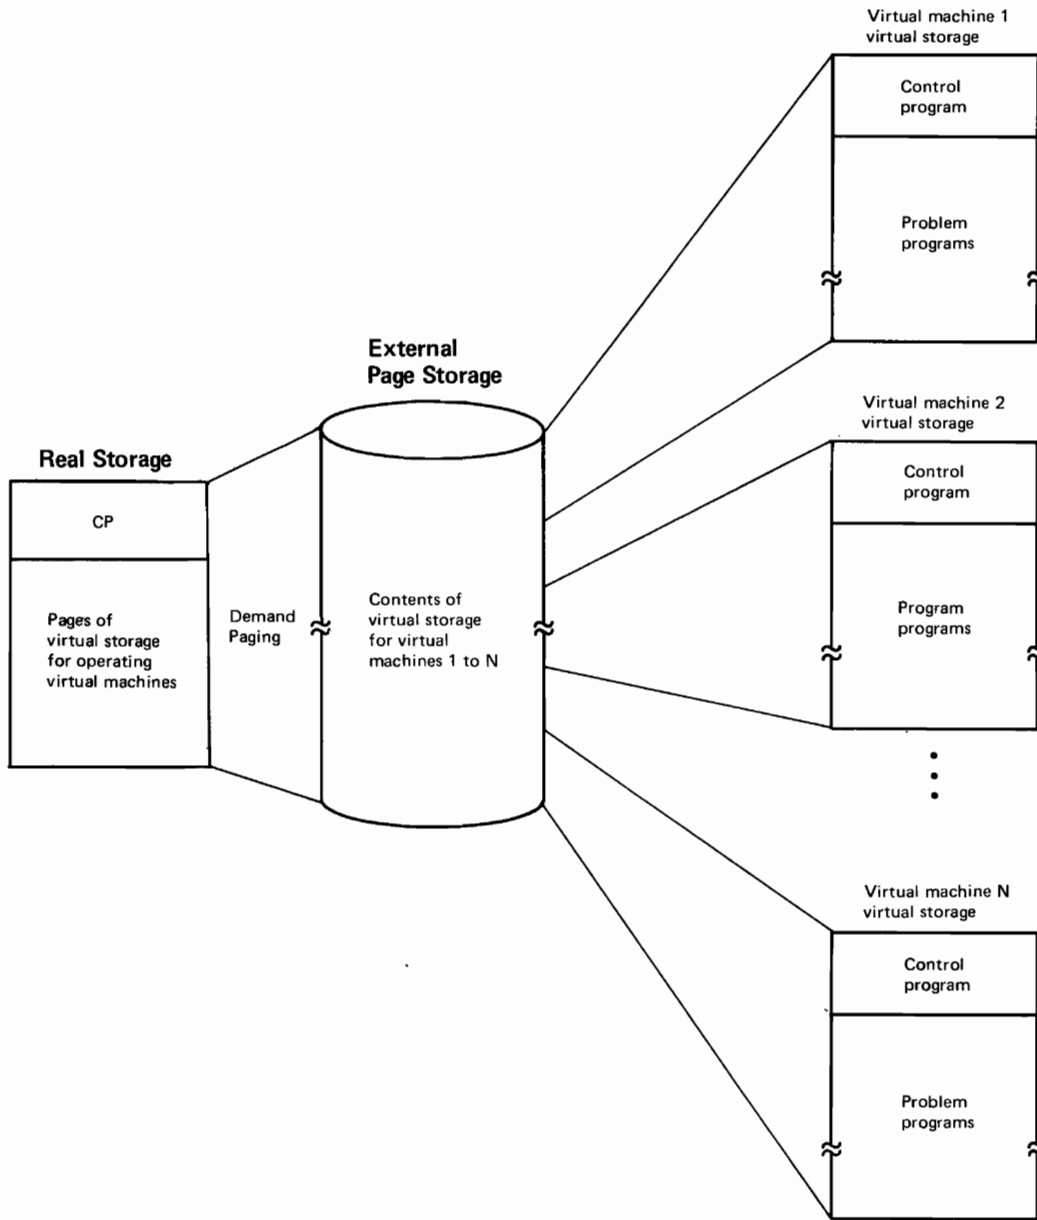 Virtual machine 1
virtual storage
Control
program
Problem
programs
External
Page Storage
Virtual machine 2
virtual storage
Real Storage
Control
program
CP
Pages of
virtual storage
for operating
virtual machines
Demand
Paging
Contents of
virtual storage
for virtual
machines 1 to N
Program
programs
Virtual machine N
virtual storage
Control
program
Problem
programs